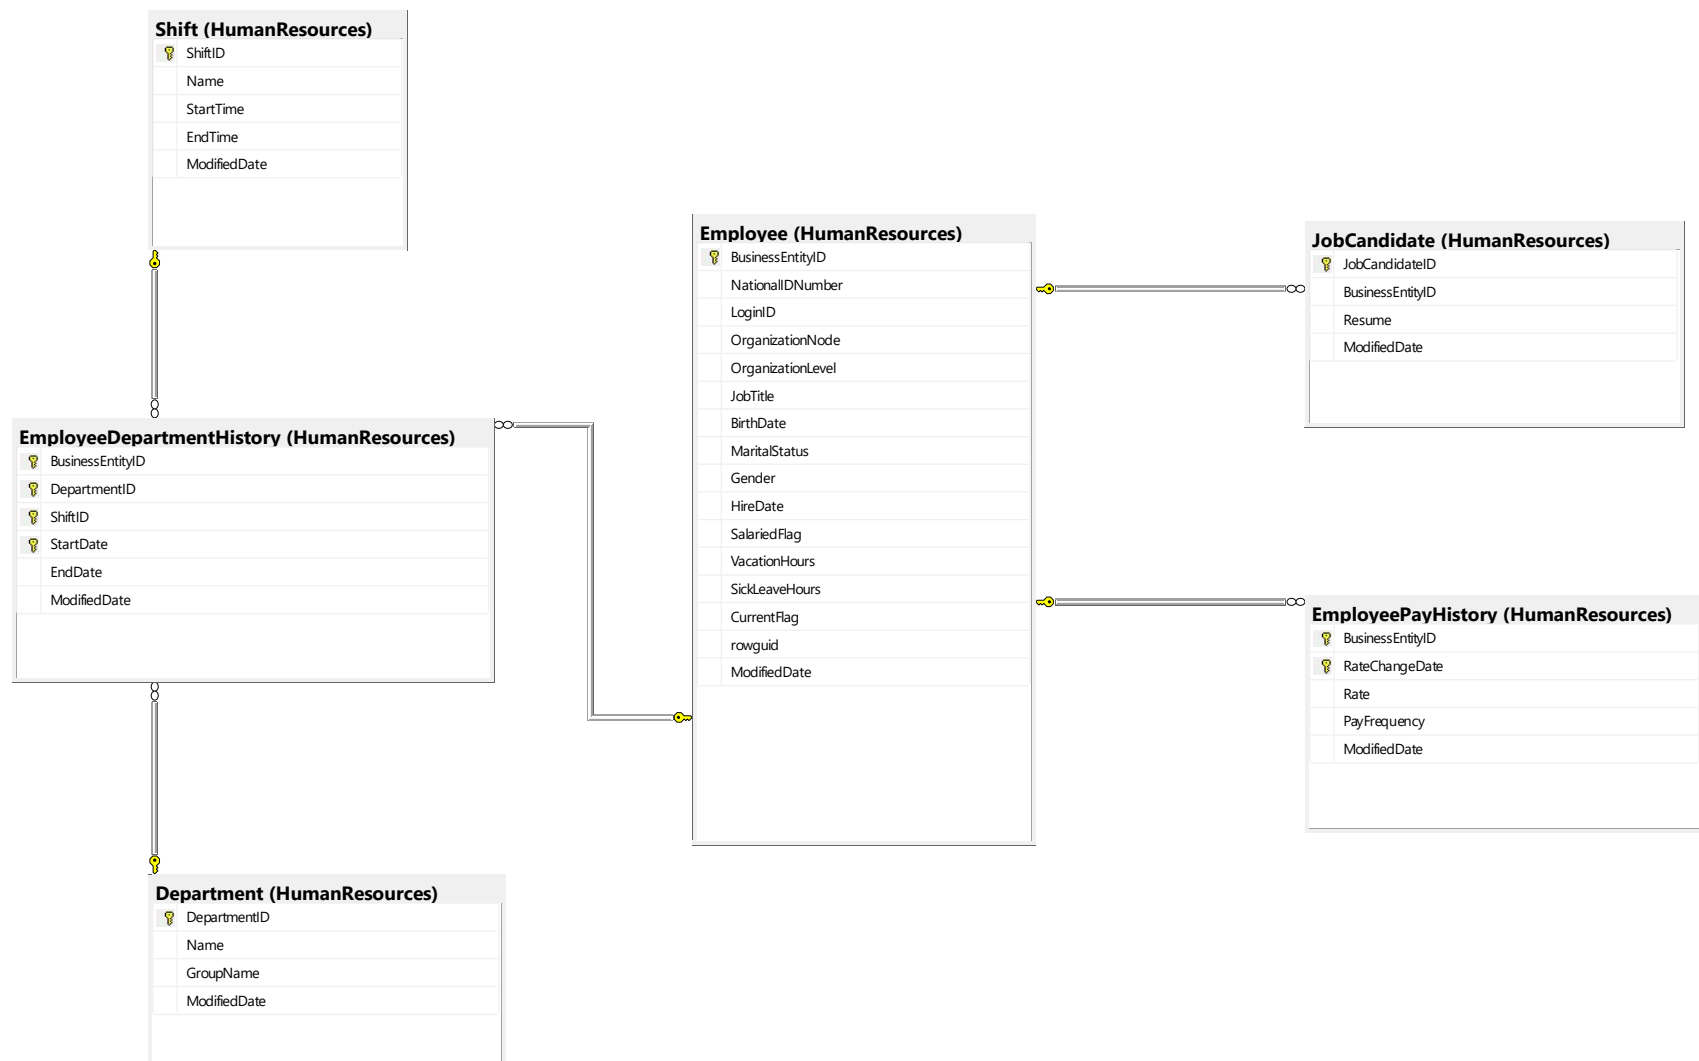 Shift (HumanResources)
ShiftID
Name
StartTime
EndTime
ModifiedDate
Employee (HumanResources)
BusinessEntityID
NationalIDNumber
LoginID
OrganizationNode
OrganizationLevel
JobTitle
BirthDate
MaritalStatus
Gender
HireDate
SalariedFlag
VacationHours
SickLeaveHours
CurrentFlag
rowguid
ModifiedDate
JobCandidate (HumanResources)
JobCandidateID
BusinessEntityID
Resume
ModifiedDate
EmployeeDepartmentHistory (HumanResources)
BusinessEntityID
DepartmentID
ShiftID
StartDate
EndDate
ModifiedDate
EmployeePayHistory (HumanResources)
BusinessEntityID
RateChangeDate
Rate
PayFrequency
ModifiedDate
Department (HumanResources)
DepartmentID
Name
GroupName
ModifiedDate